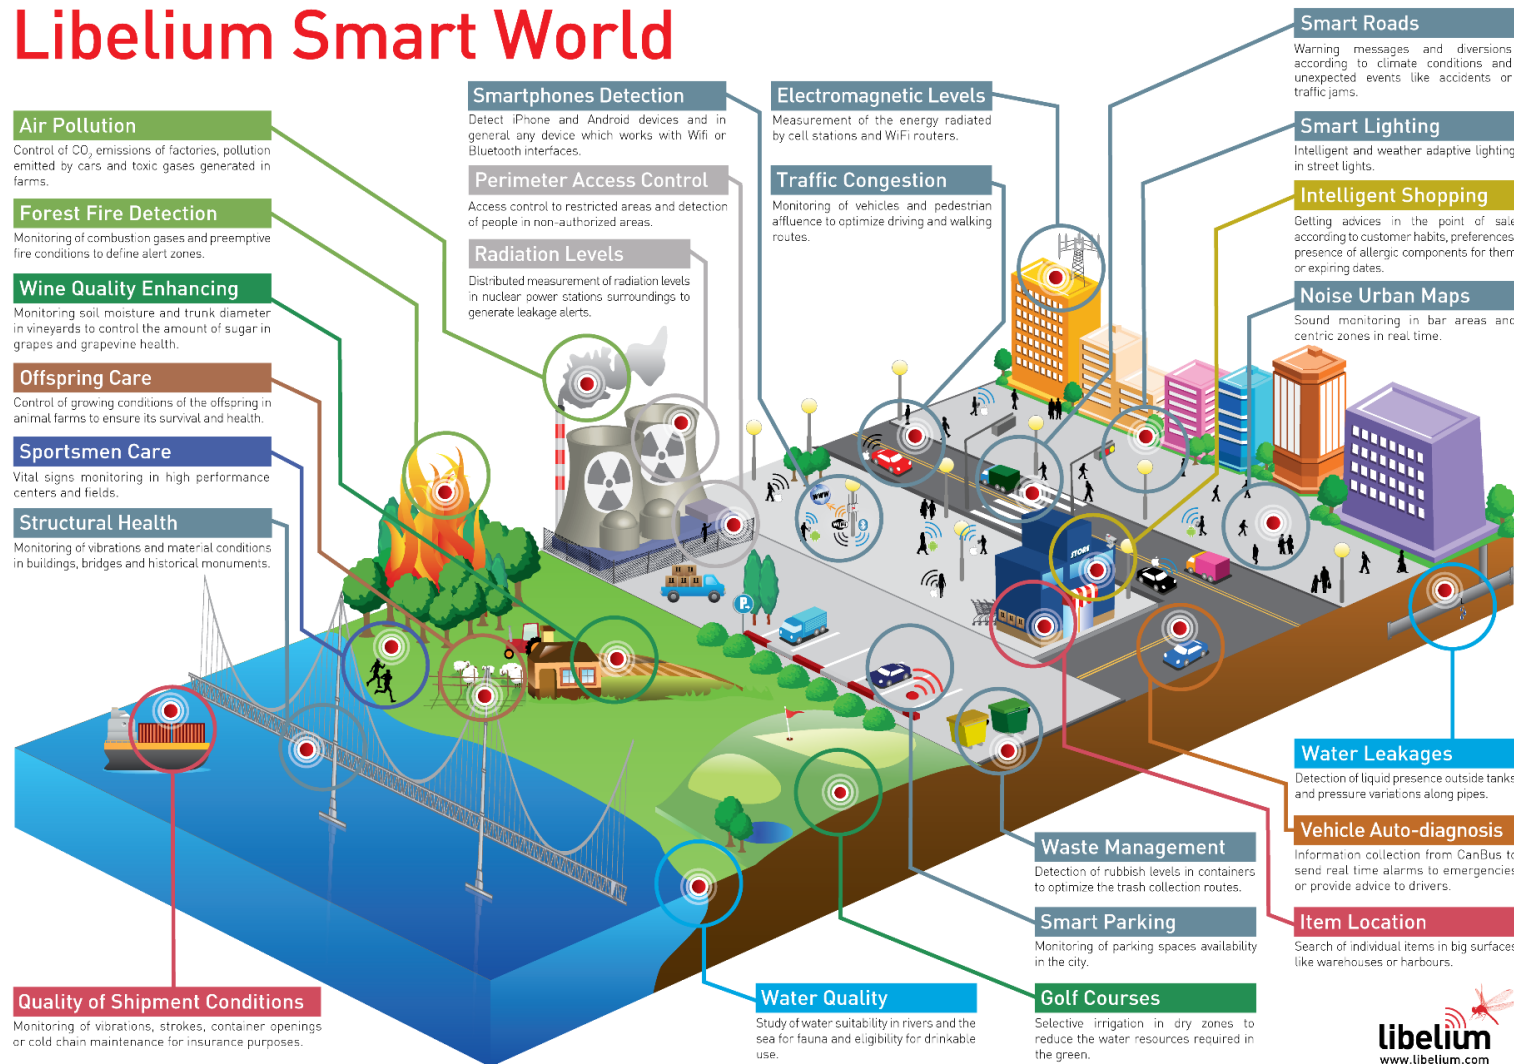 Libelium Smart World
Air Pollution
Control of CO₂ emissions of factories, pollution
emitted by cars and toxic gases generated in
farms.
Forest Fire Detection
Monitoring of combustion gases and preemptive
fire conditions to define alert zones.
Wine Quality Enhancing
Monitoring soil moisture and trunk diameter
in vineyards to control the amount of sugar in
grapes and grapevine health.
Offspring Care
Control of growing conditions of the offspring in
animal farms to ensure its survival and health.
Sportsmen Care
Vital signs monitoring in high performance
centers and fields.
Structural Health
Monitoring of vibrations and material conditions
in buildings, bridges and historical monuments.
Quality of Shipment Conditions
Monitoring of vibrations, strokes, container openings
or cold chain maintenance for insurance purposes.
Smartphones Detection
Detect iPhone and Android devices and in
general any device which works with Wifi or
Bluetooth interfaces.
Perimeter Access Control
Access control to restricted areas and detection
of people in non-authorized areas.
Radiation Levels
Distributed measurement of radiation levels
in nuclear power stations surroundings to
generate leakage alerts.
Electromagnetic Levels
Measurement of the energy radiated
by cell stations and WiFi routers.
Traffic Congestion
Monitoring of vehicles and pedestrian
affluence to optimize driving and walking
routes.
Smart Roads
Warning messages and diversions
according to climate conditions and
unexpected events like accidents or
traffic jams.
Smart Lighting
Intelligent and weather adaptive lighting
in street lights.
Intelligent Shopping
Getting advices in the point of sale
according to customer habits, preferences
presence of allergic components for them
or expiring dates.
Noise Urban Maps
Sound monitoring in bar areas and
centric zones in real time.
www
WiFi
STORE
P
Water Leakages
Detection of liquid presence outside tanks
and pressure variations along pipes.
Vehicle Auto-diagnosis
Information collection from CanBus to
send real time alarms to emergencies
or provide advice to drivers.
Item Location
Search of individual items in big surfaces
like warehouses or harbours.
Waste Management
Detection of rubbish levels in containers
to optimize the trash collection routes.
Smart Parking
Monitoring of parking spaces availability
in the city.
Golf Courses
Selective irrigation in dry zones to
reduce the water resources required in
the green.
Water Quality
Study of water suitability in rivers and the
sea for fauna and eligibility for drinkable
use.
libelium
www.libelium.com